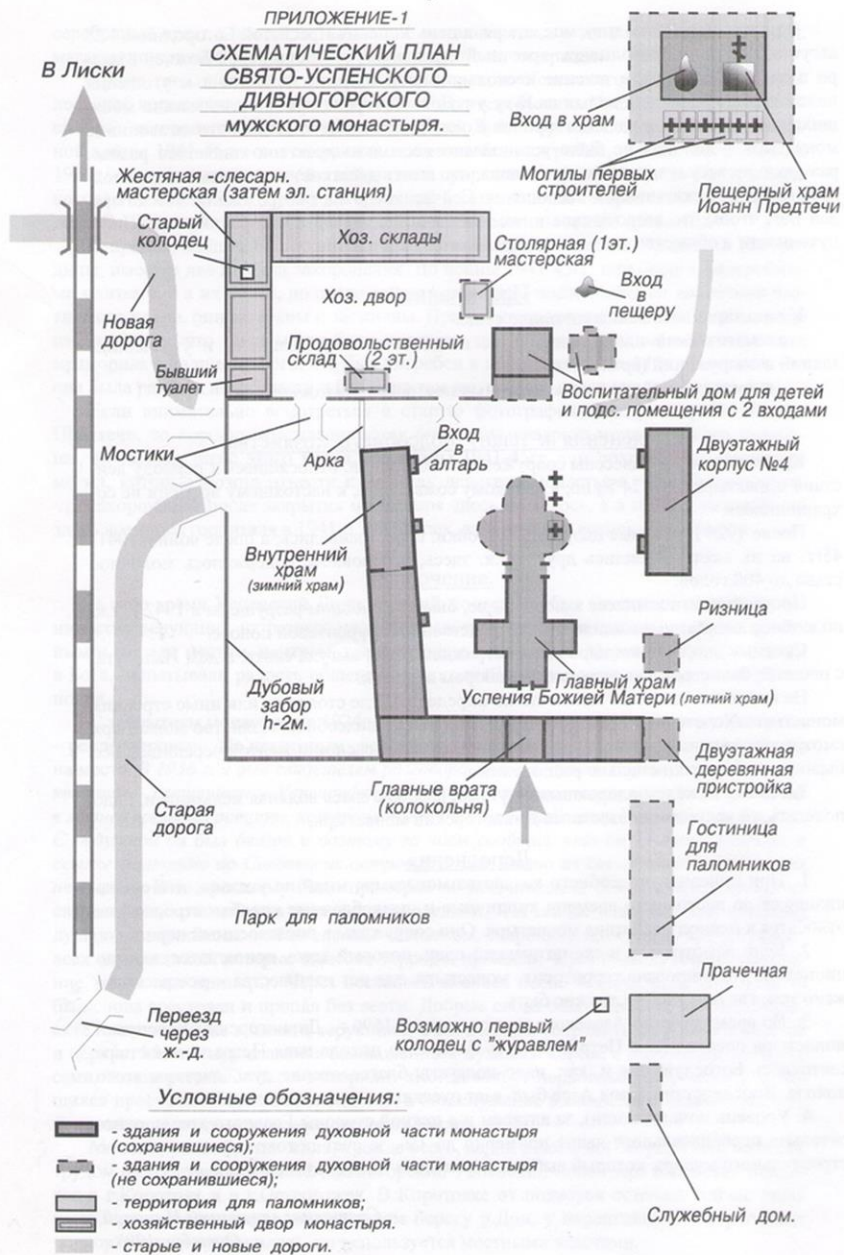 ПРИЛОЖЕНИЕ-1
СХЕМАТИЧЕСКИЙ ПЛАН
СВЯТО-УСПЕНСКОГО
ДИВНОГОРСКОГО
мужского монастыря.
В Лиски
Вход в храм
Могилы первых
строителей
Пещерный храм
Иоанн Предтечи
Жестяная -слесарн.
мастерская (затем эл. станция)
Старый
колодец
Хоз. склады
Столярная (1эт.)
мастерская
Хоз. двор
Вход
в
пещеру
Новая
дорога
Продовольственный
склад (2 эт.)
Бывший
туалет
Воспитательный дом для детей
и подс. помещения с 2 входами
Мостики
Арка
Вход
в
алтарь
Двуэтажный
корпус №4
Внутренний
храм
(зимний храм)
Ризница
Дубовый
забор
h-2м.
Главный храм
Успения Божией Матери (летний храм)
Главные врата
(колокольня)
Двуэтажная
деревянная
пристройка
Старая
дорога
Гостиница
для
паломников
Парк для паломников
Прачечная
Переезд
через
ж.-д.
Возможно первый
колодец с "журавлем"
Условные обозначения:
- здания и сооружения духовной части монастыря
(сохранившиеся);
- здания и сооружения духовной части монастыря
(не сохранившиеся);
- территория для паломников;
- хозяйственный двор монастыря.
- старые и новые дороги.
Служебный дом.